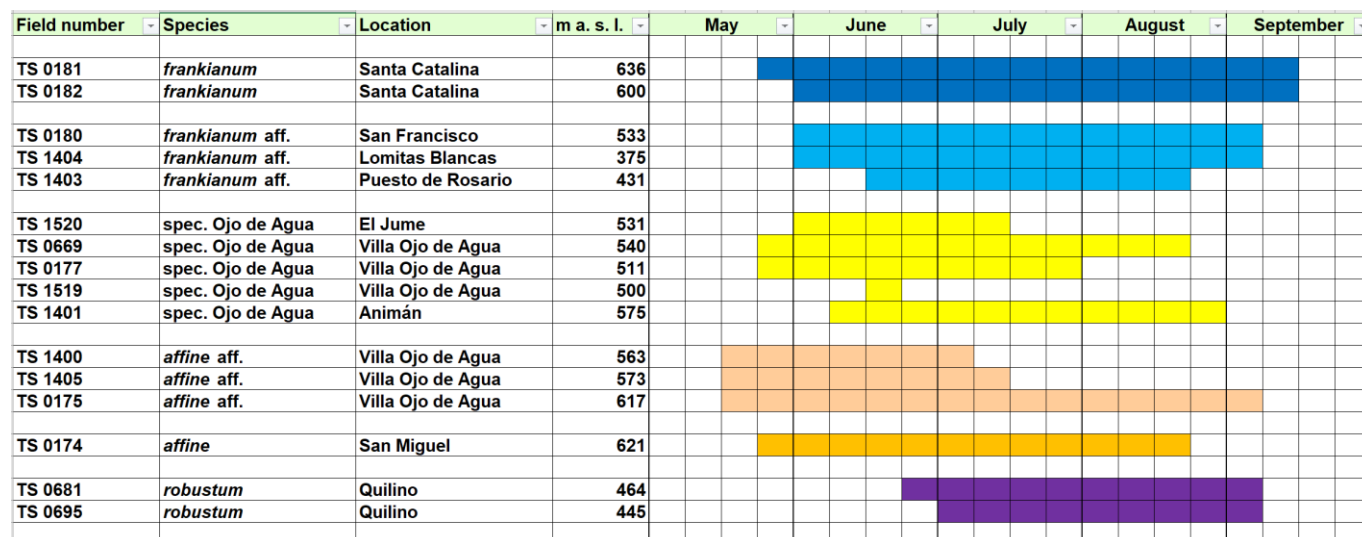 Field number Species Location m a. s. l. May June July August September
TS 0181 frankianum Santa Catalina 636
TS 0182 frankianum Santa Catalina 600
TS 0180 frankianum aff. San Francisco 533
TS 1404 frankianum aff. Lomitas Blancas 375
TS 1403 frankianum aff. Puesto de Rosario 431
TS 1520 spec. Ojo de Agua El Jume 531
TS 0669 spec. Ojo de Agua Villa Ojo de Agua 540
TS 0177 spec. Ojo de Agua Villa Ojo de Agua 511
TS 1519 spec. Ojo de Agua Villa Ojo de Agua 500
TS 1401 spec. Ojo de Agua Animán 575
TS 1400 affine aff. Villa Ojo de Agua 563
TS 1405 affine aff. Villa Ojo de Agua 573
TS 0175 affine aff. Villa Ojo de Agua 617
TS 0174 affine San Miguel 621
TS 0681 robustum Quilino 464
TS 0695 robustum Quilino 445